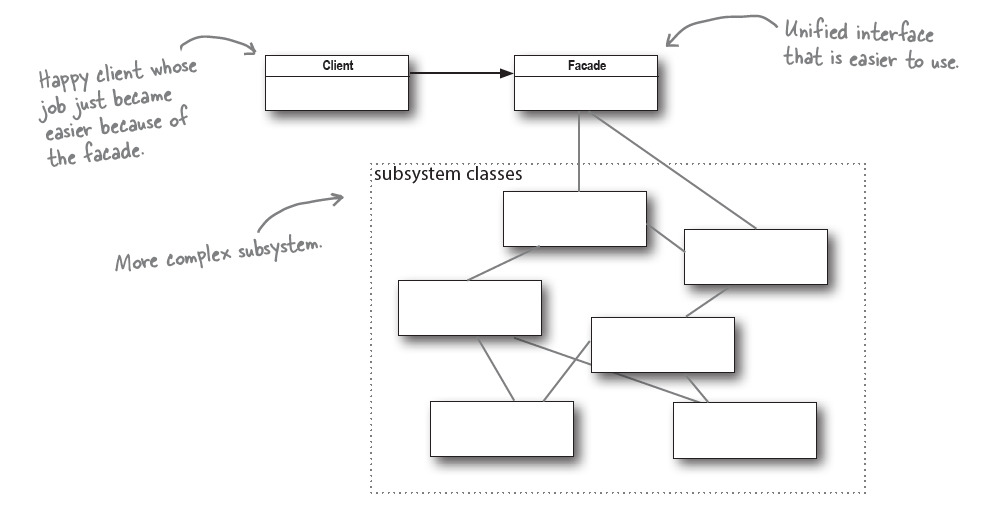 Happy client whose
job just became
easier because of
the facade.
Client
Facade
Unified interface
that is easier to use.
subsystem classes
More complex subsystem.